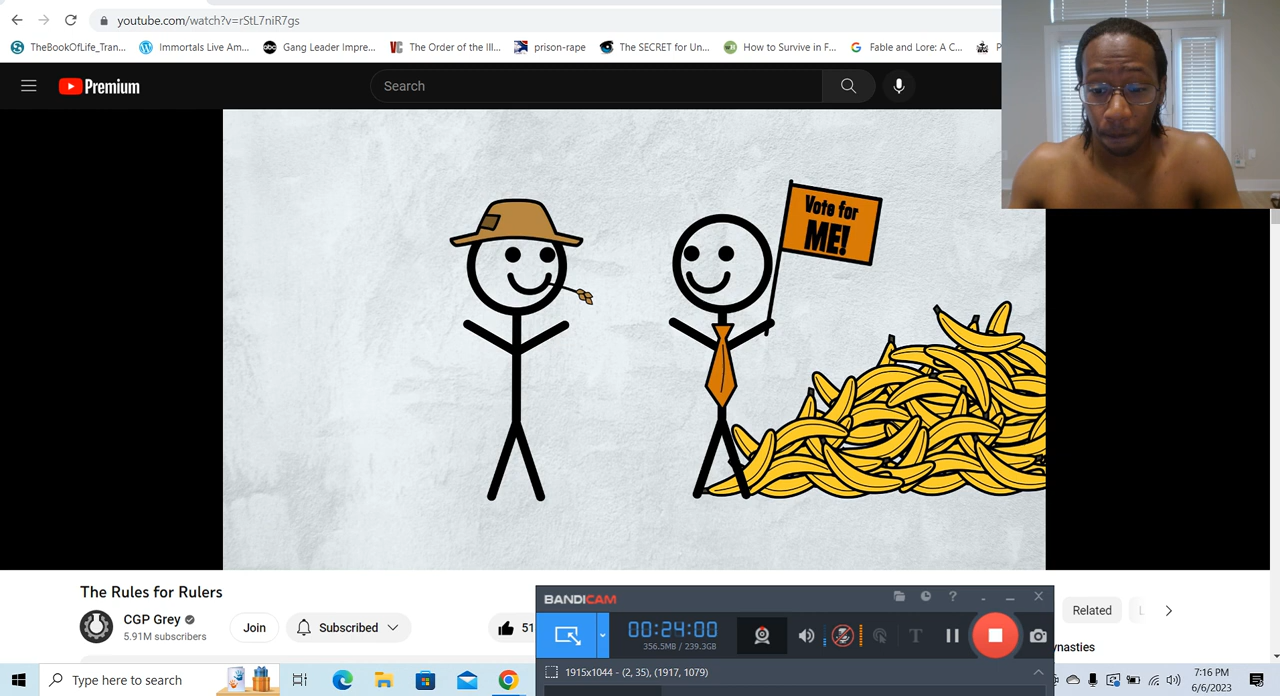 youtube.com/watch?v=rStL7niR7gs
TheBookOfLife_Tran...
Immortals Live Am...
Gang Leader Impre...
The Order of the Ill...
prison-rape
The SECRET for Un...
How to Survive in F...
Fable and Lore: A C...
Premium
Search
Vote for
ME!
The Rules for Rulers
CGP Grey
5.91M subscribers
Join
Subscribed
51
Related
nasties
BANDICAM
00:24:00
356.5MB / 239.3GB
1915x1044 - (2, 35), (1917, 1079)
Type here to search
7:16 PM
6/6/2023